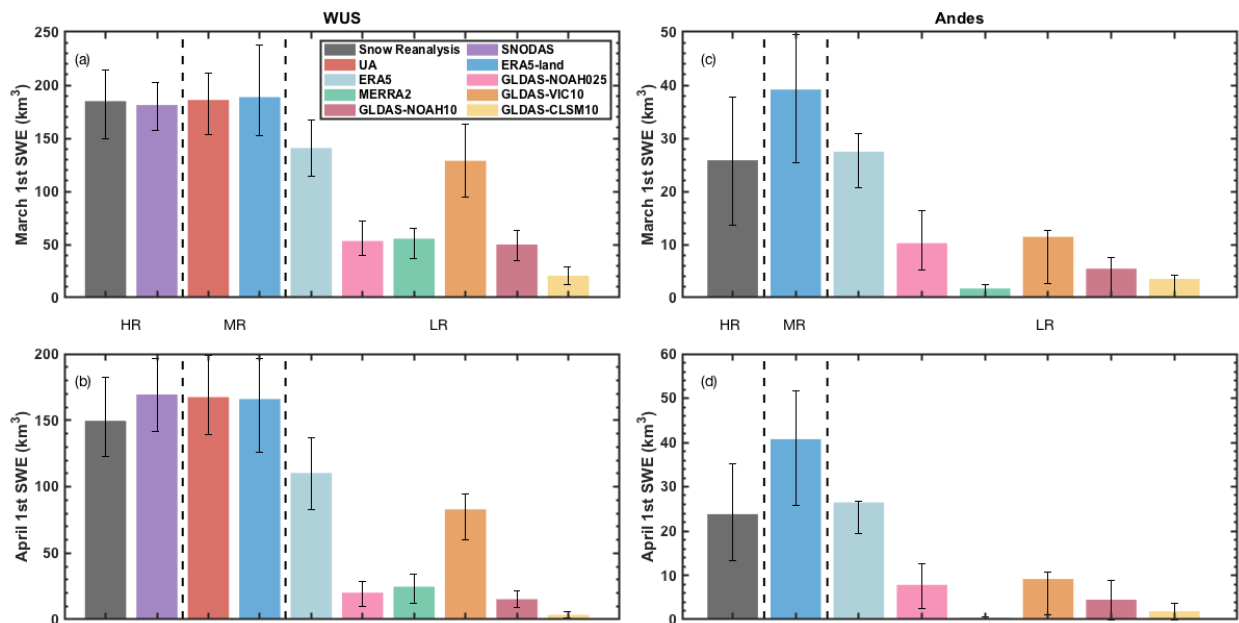 WUS
Andes
250
200
150
100
50
0
March 1st SWE (km³)
(a)
Snow Reanalysis
SNODAS
UA
ERA5-land
ERA5
GLDAS-NOAH025
MERRA2
GLDAS-VIC10
GLDAS-NOAH10
GLDAS-CLSM10
50
40
30
20
10
0
March 1st SWE (km³)
(c)
HR
MR
LR
HR
MR
LR
200
150
100
50
0
April 1st SWE (km³)
(b)
60
50
40
30
20
10
0
April 1st SWE (km³)
(d)